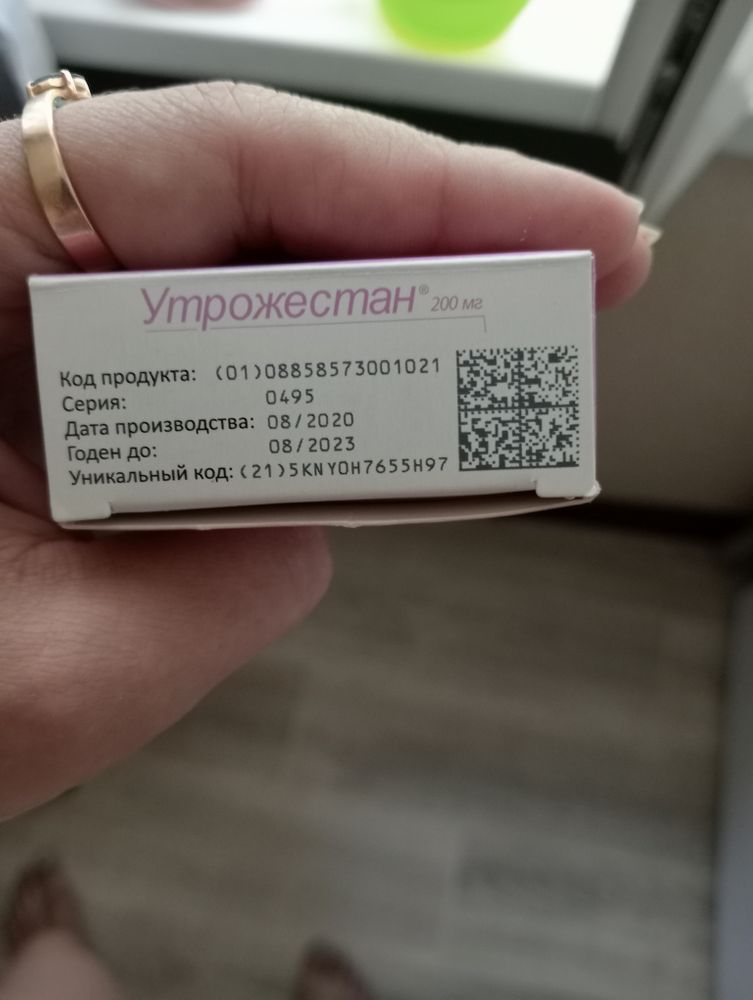 Утрожестан® 200 мг
Код продукта: (01)08858573001021
Серия: 0495
Дата производства: 08/2020
Годен до: 08/2023
Уникальный код: (21)5KNYOH7655H97